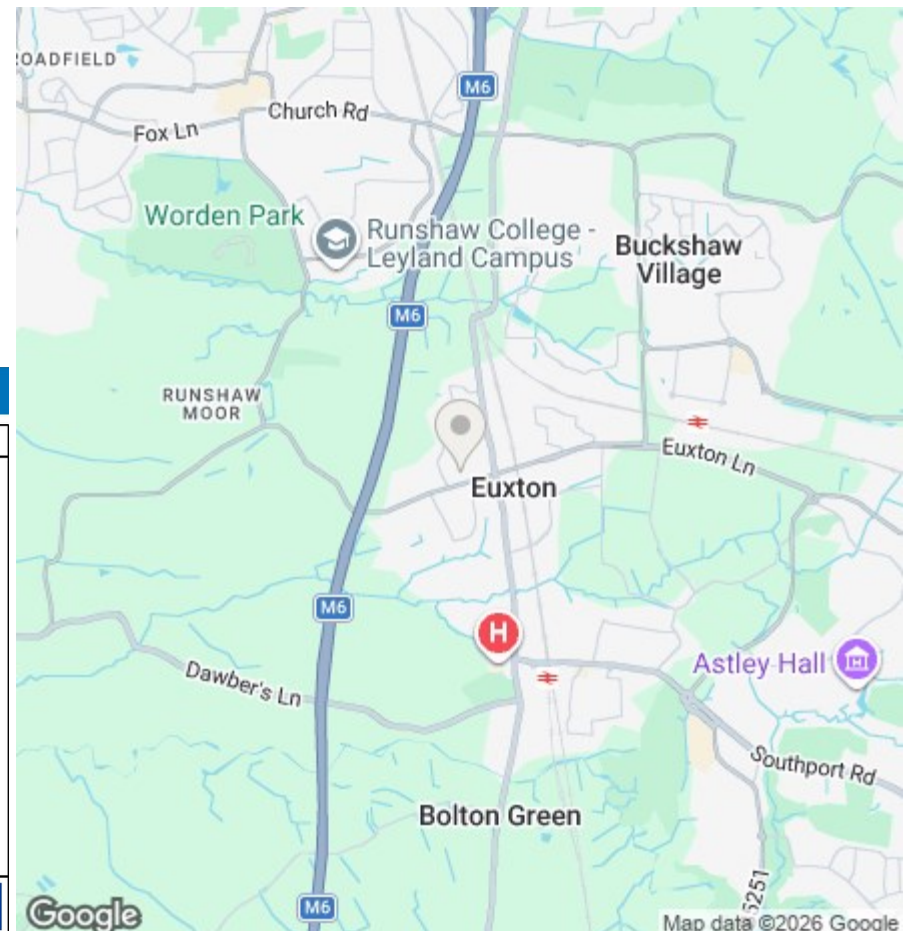 ROADFIELD
M6
Church Rd
Fox Ln
Worden Park
Runshaw College -
Leyland Campus
Buckshaw
Village
M6
RUNSHAW
MOOR
Euxton Ln
Euxton
M6
H
Astley Hall
Dawber's Ln
Southport Rd
Bolton Green
M6
Google
Map data ©2026 Google